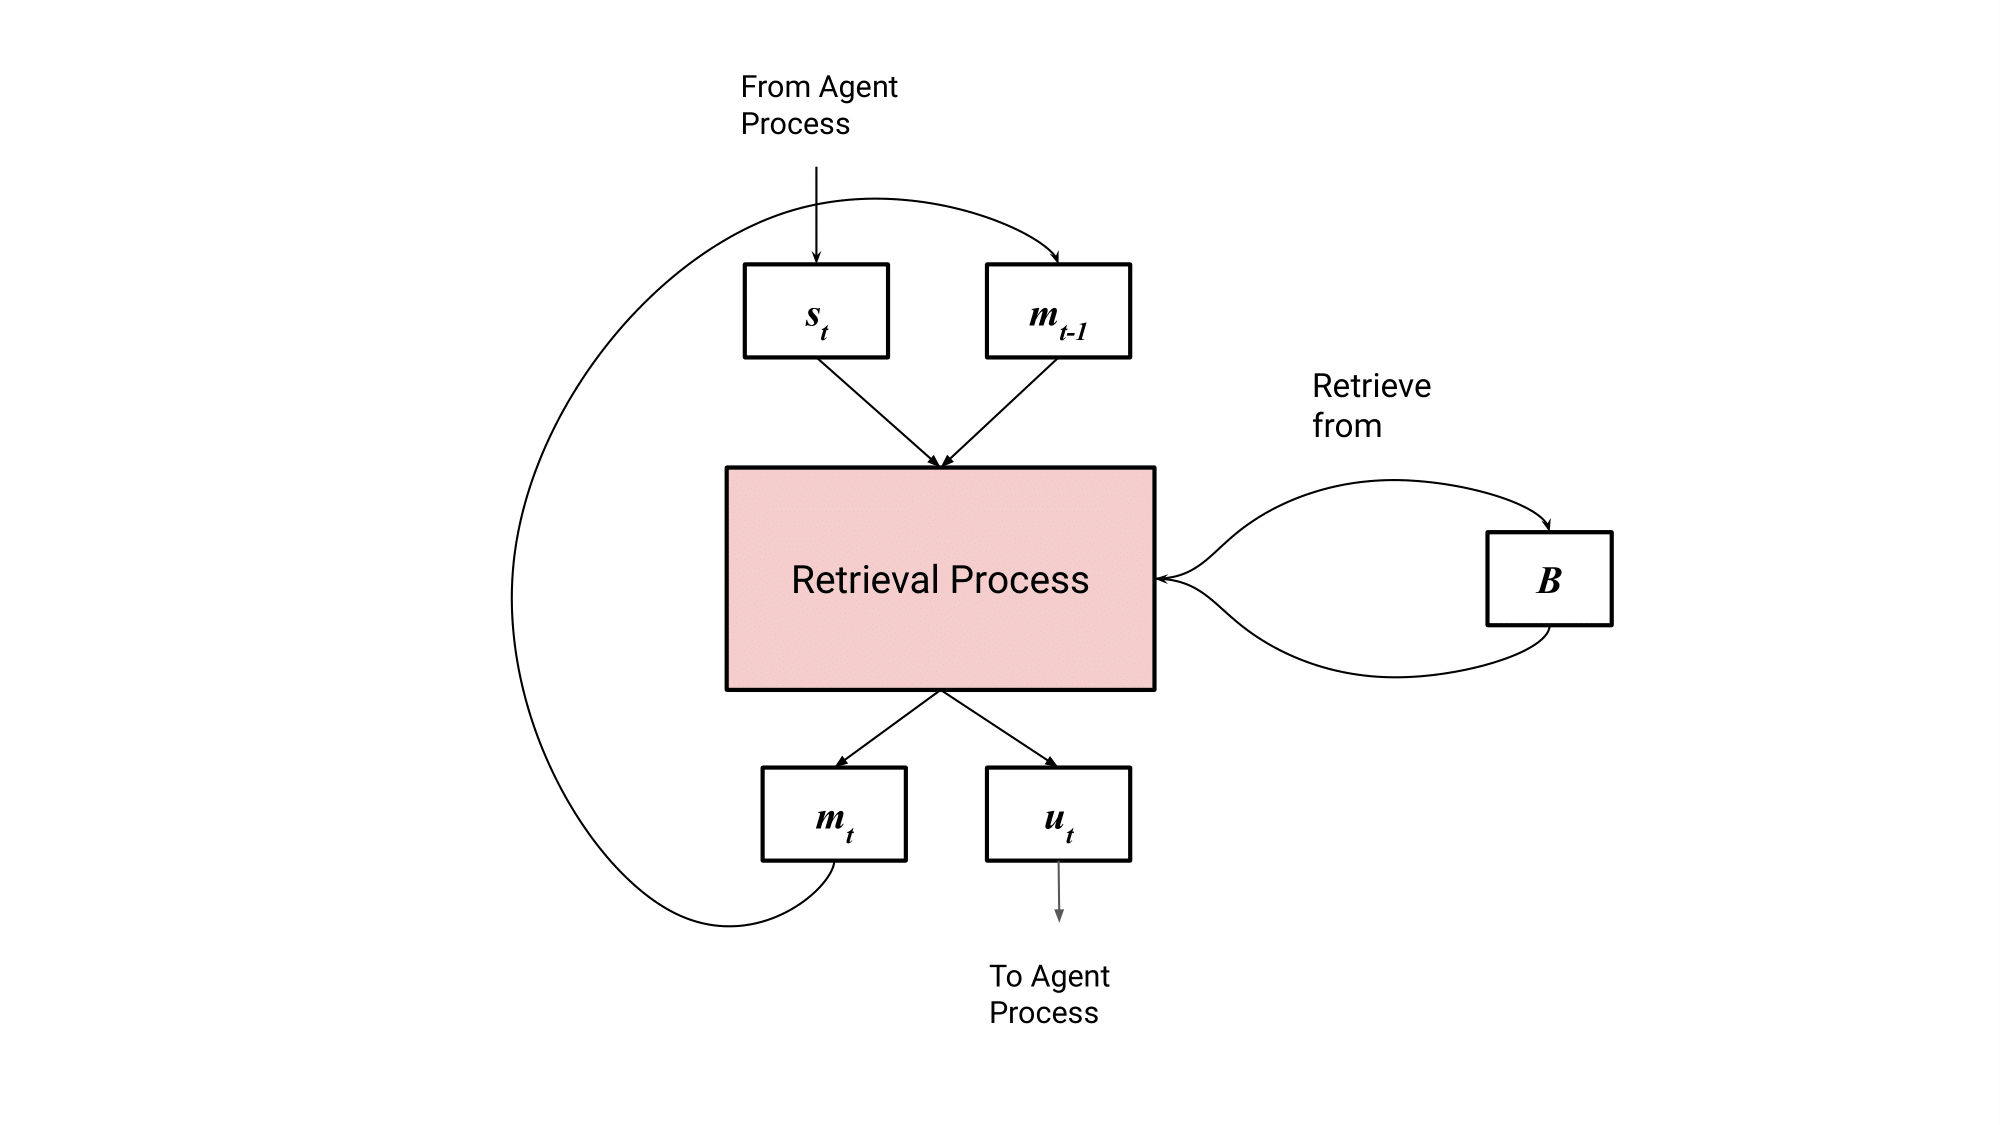 From Agent
Process
s_t
m_{t-1}
Retrieve
from
Retrieval Process
B
m_t
u_t
To Agent
Process